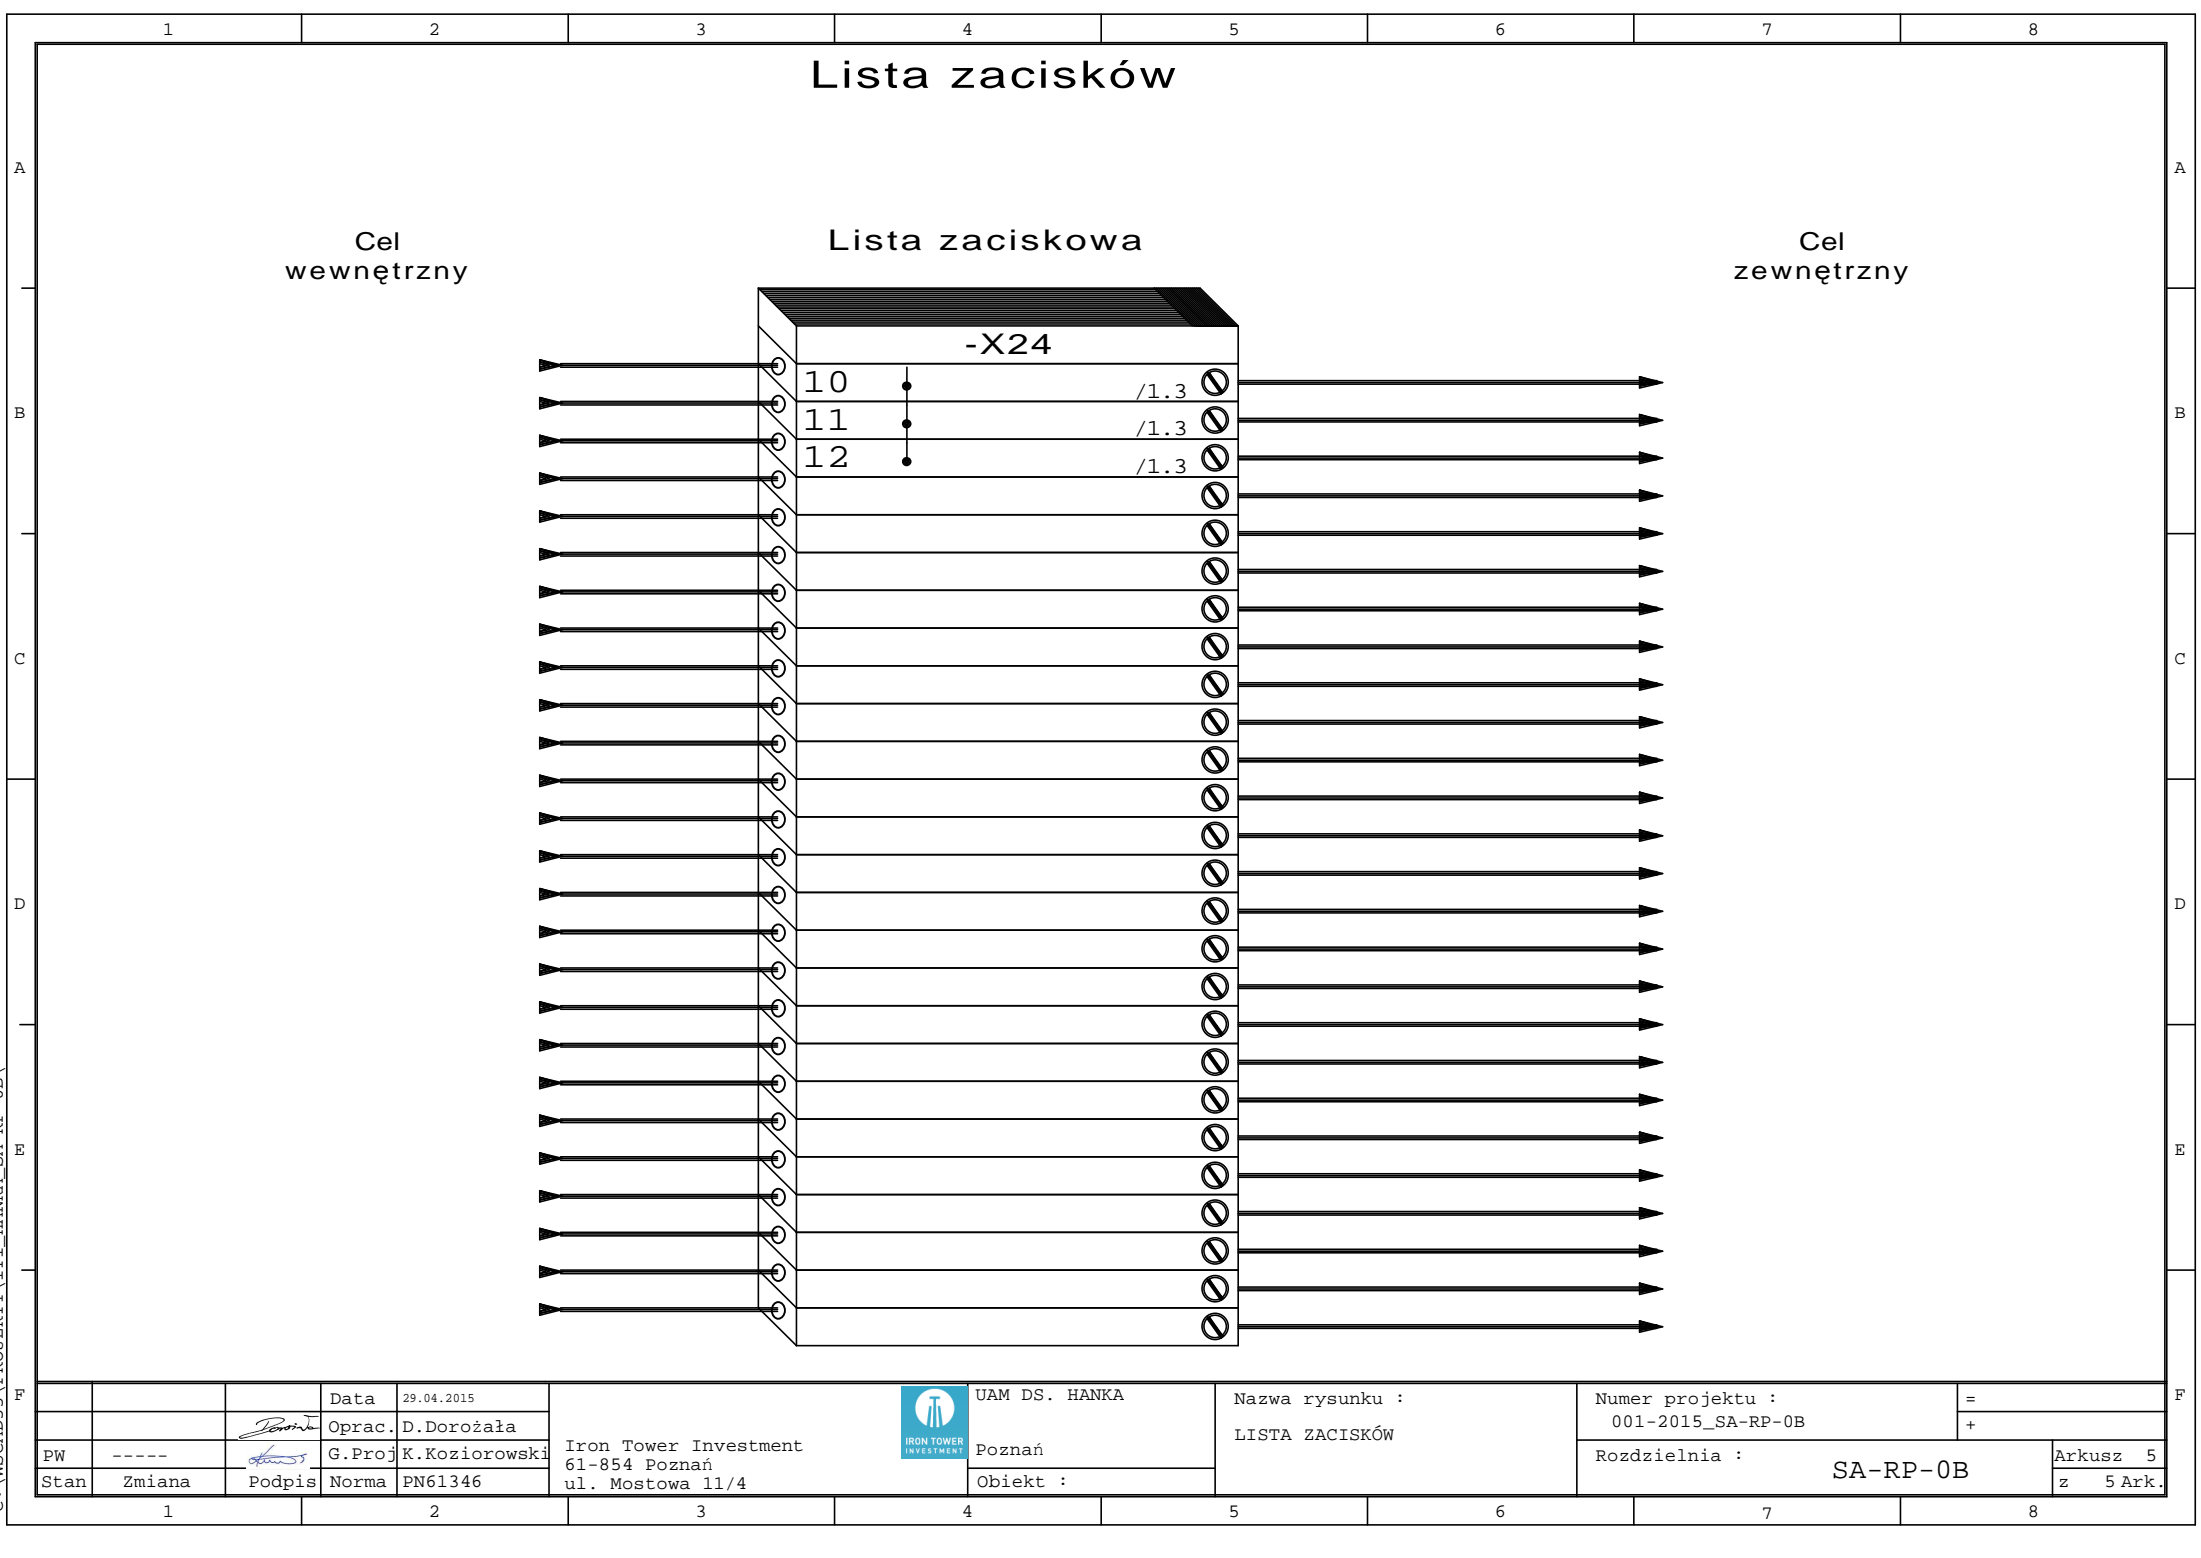 1 2 3 4 5 6 7 8
Lista zacisków
A A
Cel
wewnętrzny
Lista zaciskowa
Cel
zewnętrzny
-X24
10 /1.3
B B
11 /1.3
12 /1.3
C C
D D
E E
F F
Data 29.04.2015
Oprac. D.Dorożała
PW ----- G.Proj K.Koziorowski
Stan Zmiana Podpis Norma PN61346
Iron Tower Investment
61-854 Poznań
ul. Mostowa 11/4
IRON TOWER
INVESTMENT
UAM DS. HANKA
Poznań
Obiekt :
Nazwa rysunku :
LISTA ZACISKÓW
Numer projektu :
001-2015_SA-RP-0B
=
+
Rozdzielnia :
SA-RP-0B
Arkusz 5
z 5 Ark.
1 2 3 4 5 6 7 8